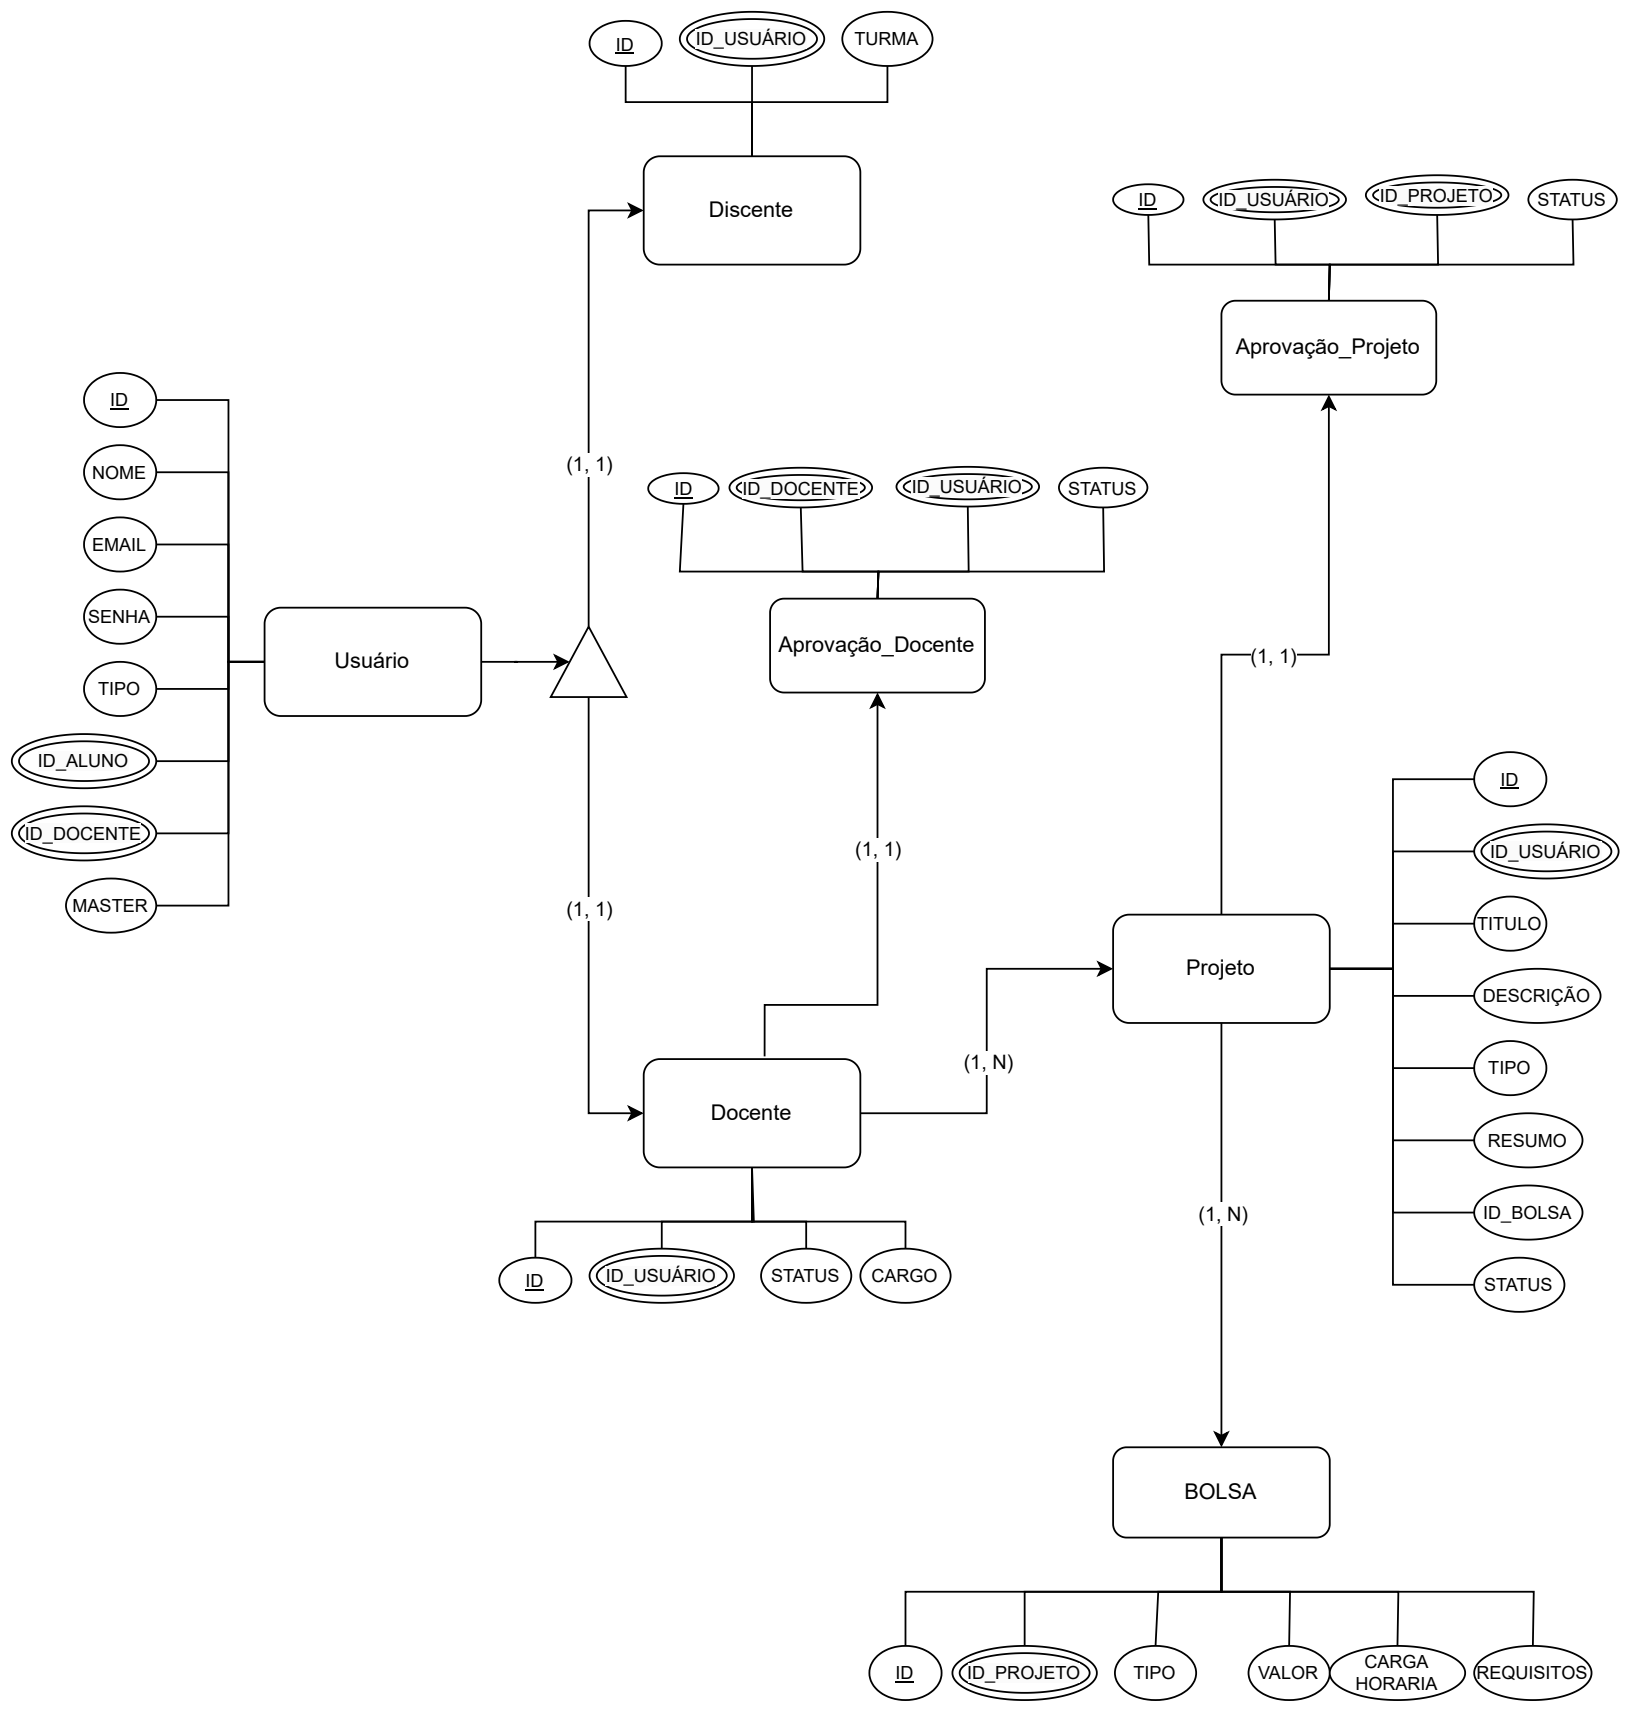 ID
ID_USUÁRIO
TURMA
Discente
ID
ID_USUÁRIO
ID_PROJETO
STATUS
Aprovação_Projeto
ID
NOME
EMAIL
SENHA
TIPO
ID_ALUNO
ID_DOCENTE
MASTER
Usuário
(1, 1)
(1, 1)
ID
ID_DOCENTE
ID_USUÁRIO
STATUS
Aprovação_Docente
(1, 1)
(1, 1)
Docente
ID
ID_USUÁRIO
STATUS
CARGO
(1, N)
Projeto
ID
ID_USUÁRIO
TITULO
DESCRIÇÃO
TIPO
RESUMO
ID_BOLSA
STATUS
(1, N)
BOLSA
ID
ID_PROJETO
TIPO
VALOR
CARGA
HORARIA
REQUISITOS